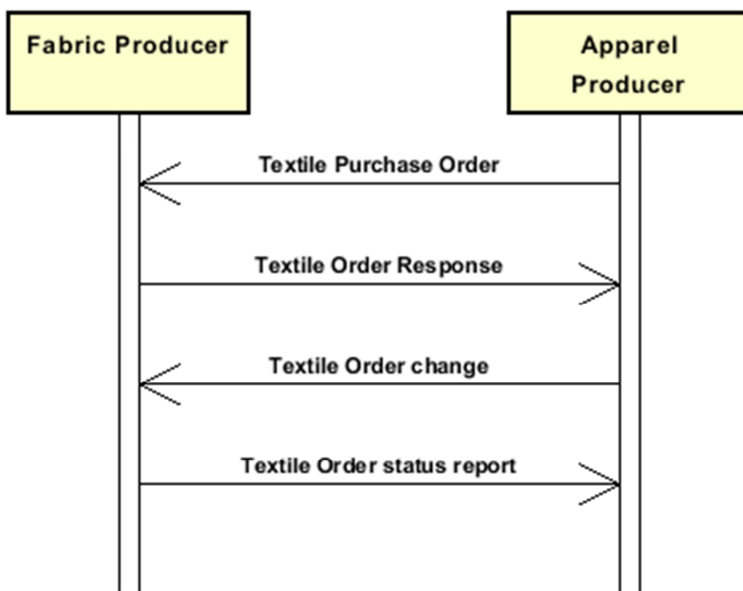 Fabric Producer
Apparel
Producer
Textile Purchase Order
Textile Order Response
Textile Order change
Textile Order status report